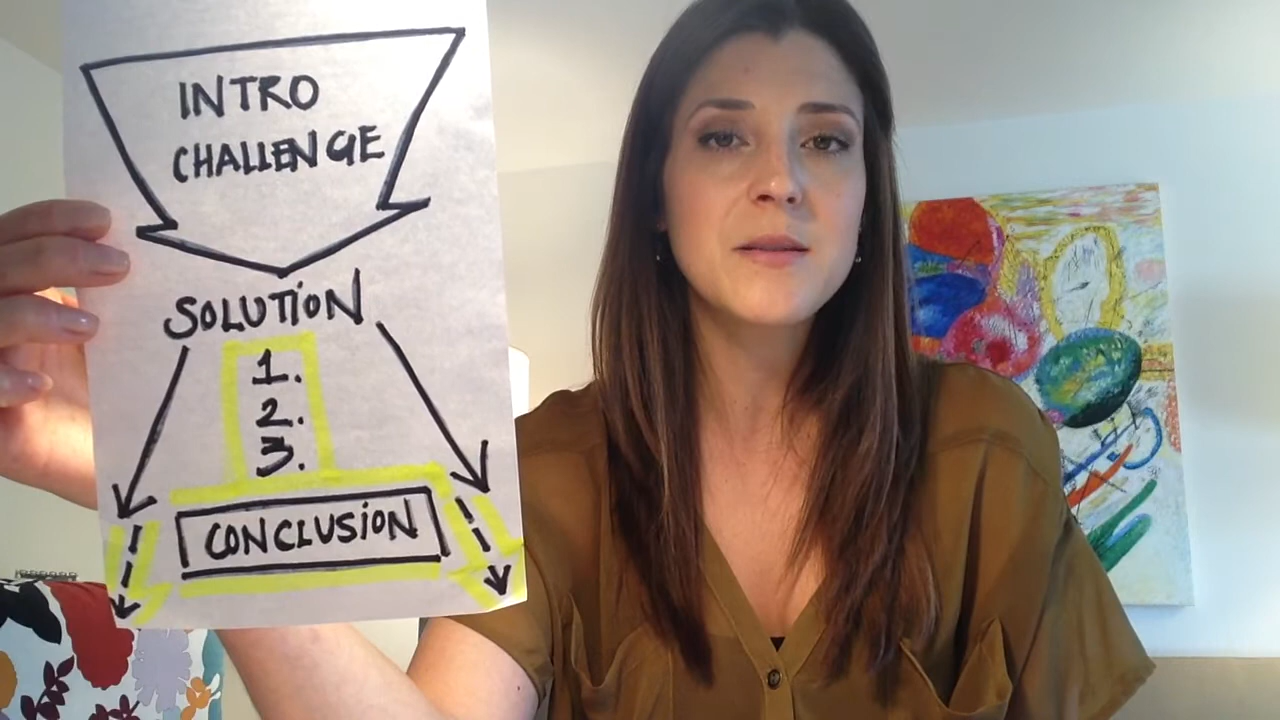 INTRO
CHALLENGE
SOLUTION
1.
2.
3.
CONCLUSION